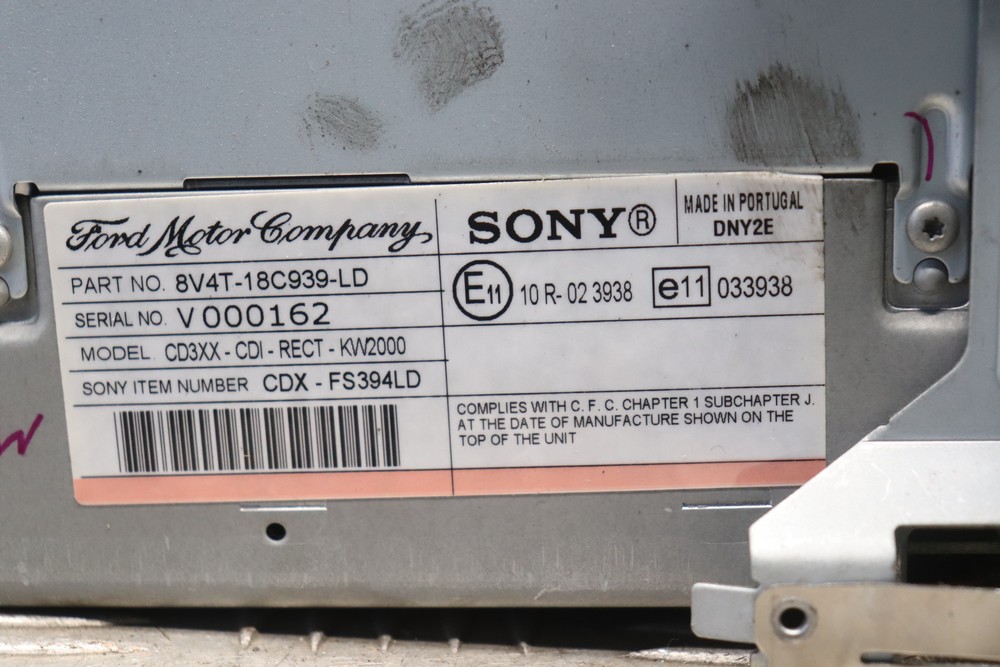 Ford Motor Company
PART NO. 8V4T-18C939-LD
SERIAL NO. V000162
MODEL CD3XX - CDI - RECT - KW2000
SONY ITEM NUMBER CDX - FS394LD
SONY®
MADE IN PORTUGAL
DNY2E
E11 10 R - 02 3938 e11 033938
COMPLIES WITH C. F. C. CHAPTER 1 SUBCHAPTER J.
AT THE DATE OF MANUFACTURE SHOWN ON THE
TOP OF THE UNIT